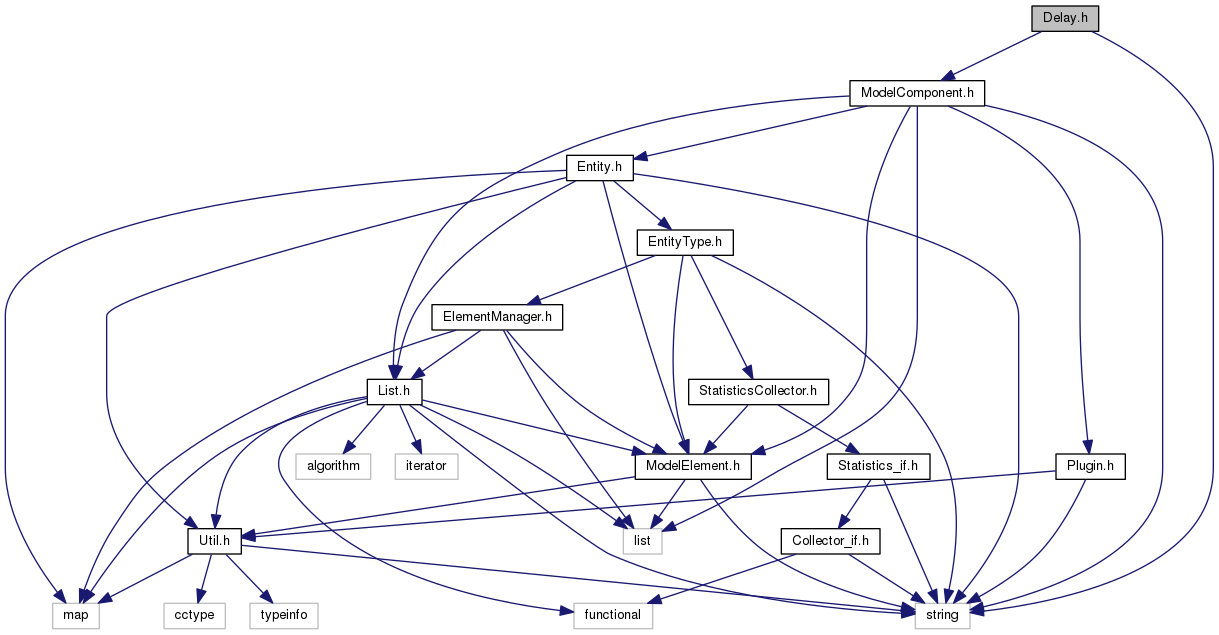 Delay.h
ModelComponent.h
Entity.h
EntityType.h
ElementManager.h
List.h
StatisticsCollector.h
algorithm
iterator
ModelElement.h
Statistics_if.h
Plugin.h
Util.h
list
Collector_if.h
map
cctype
typeinfo
functional
string